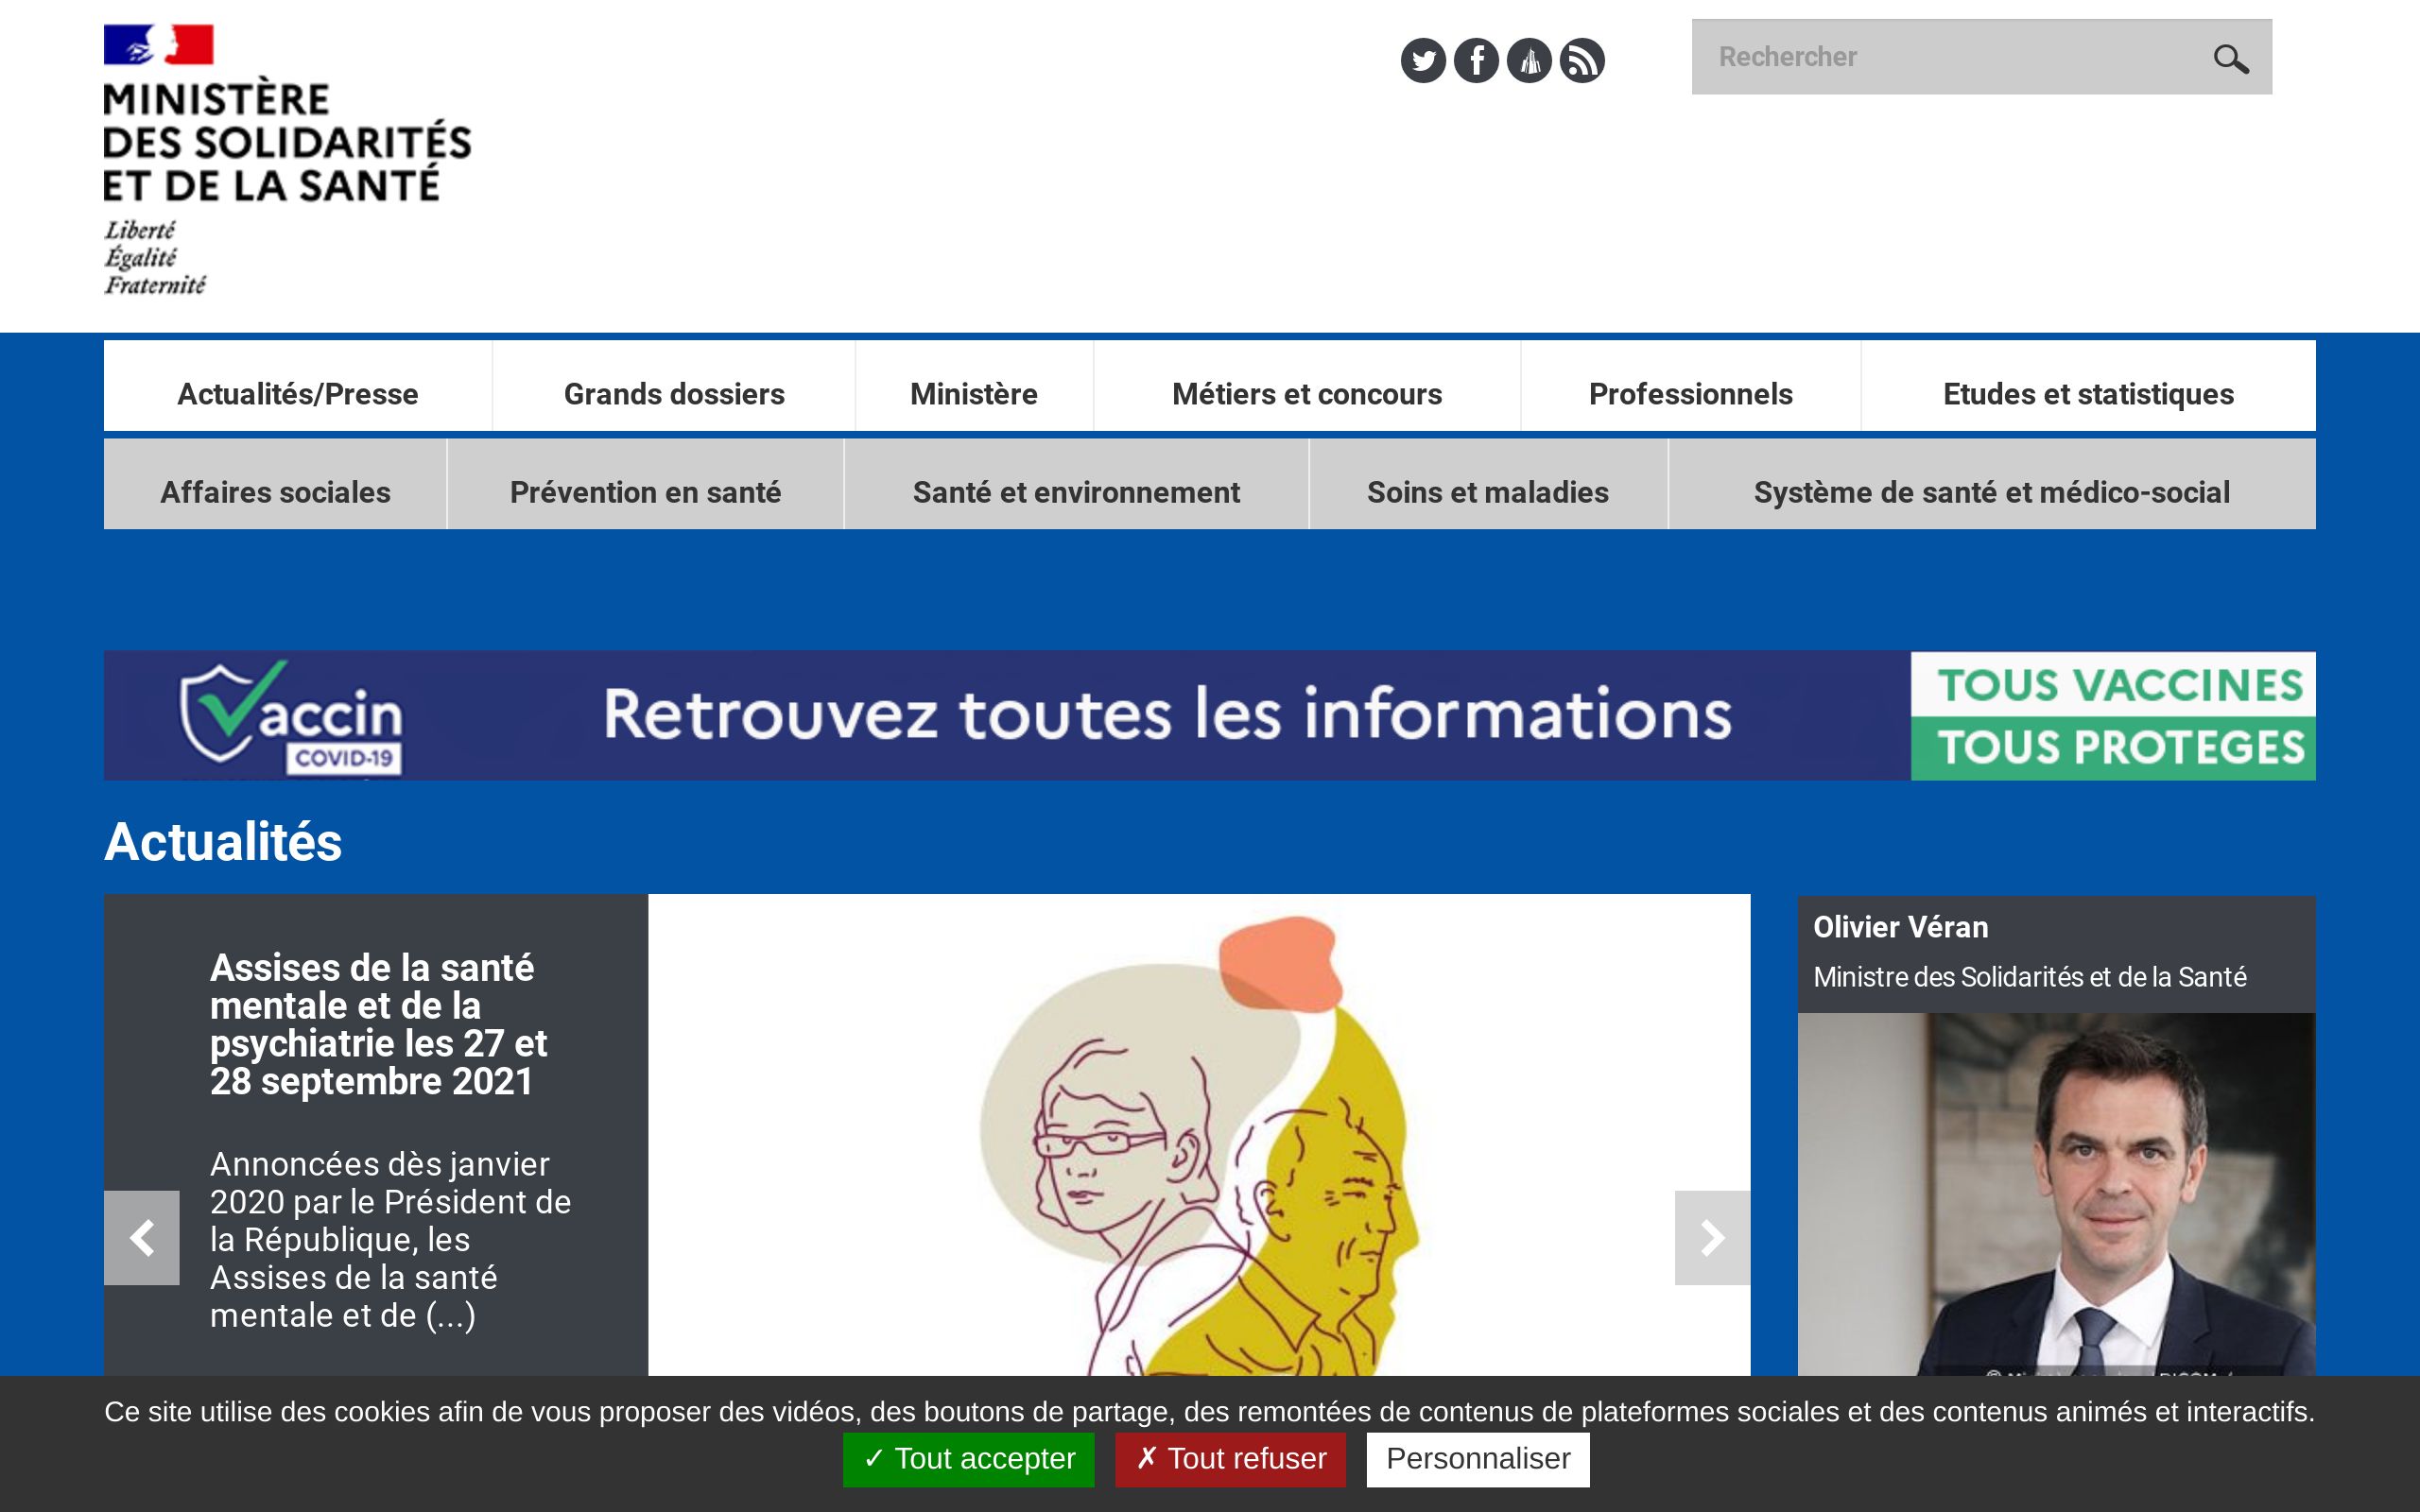 MINISTÈRE
DES SOLIDARITÉS
ET DE LA SANTÉ
Liberté
Égalité
Fraternité
Rechercher
Actualités/Presse
Grands dossiers
Ministère
Métiers et concours
Professionnels
Etudes et statistiques
Affaires sociales
Prévention en santé
Santé et environnement
Soins et maladies
Système de santé et médico-social
Vaccin
COVID-19
Retrouvez toutes les informations
TOUS VACCINES
TOUS PROTEGES
Actualités
Assises de la santé
mentale et de la
psychiatrie les 27 et
28 septembre 2021
Annoncées dès janvier
2020 par le Président de
la République, les
Assises de la santé
mentale et de (...)
Olivier Véran
Ministre des Solidarités et de la Santé
Ce site utilise des cookies afin de vous proposer des vidéos, des boutons de partage, des remontées de contenus de plateformes sociales et des contenus animés et interactifs.
✓ Tout accepter
✗ Tout refuser
Personnaliser